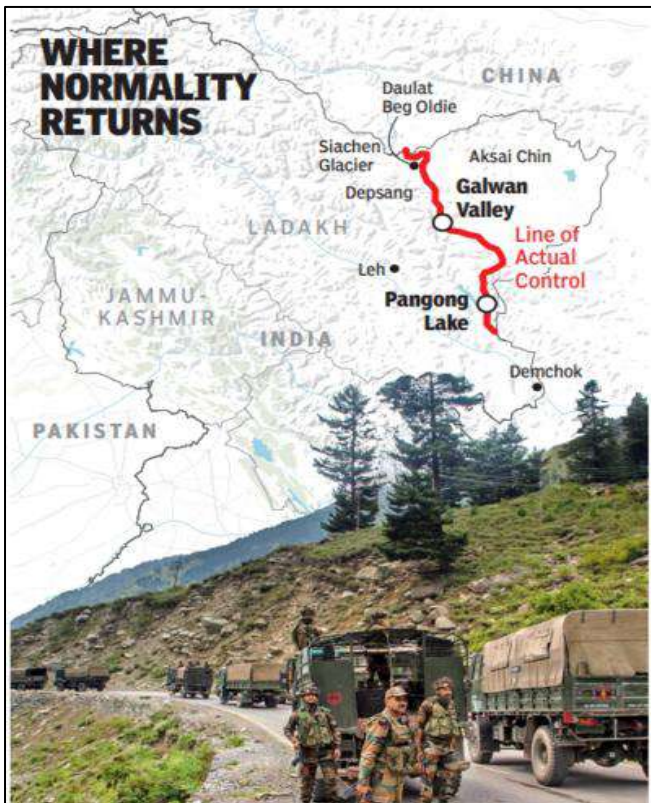 WHERE
NORMALITY
RETURNS
CHINA
Daulat
Beg Oldie
Siachen
Glacier
Aksai Chin
Depsang
Galwan
Valley
LADAKH
Line of
Actual
Control
Leh
JAMMU-
KASHMIR
Pangong
Lake
INDIA
Demchok
PAKISTAN